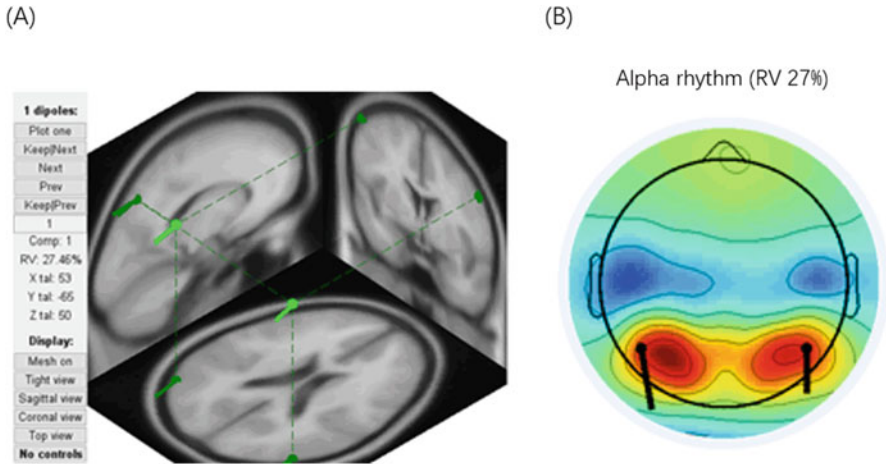 (A)
1 dipoles:
Plot one
Keep|Next
Next
Prev
Keep|Prev
1
Comp: 1
RV: 27.46%
X tal: 53
Y tal: -65
Z tal: 50
Display:
Mesh on
Tight view
Sagittal view
Coronal view
Top view
No controls
(B)
Alpha rhythm (RV 27%)